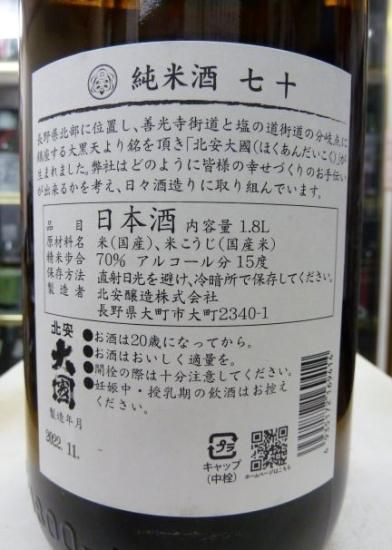 純米酒 七十
長野県北部に位置し、善光寺街道と塩の道街道の分岐点に
鎮座する大黒天より銘を頂き「北安大國(ほくあんだいこく)」が
生まれました。弊社はどのように皆様の幸せづくりのお手伝い
が出来るかを考え、日々酒造りに取り組んでいます。
品目 日本酒 内容量 1.8L
原材料名 米(国産)、米こうじ(国産米)
精米歩合 70% アルコール分 15度
保存方法 直射日光を避け、冷暗所で保存してください。
製造者 北安醸造株式会社
長野県大町市大町2340-1
北安
大國
製造年月
2022.11.
●お酒は20歳になってから。
●お酒はおいしく適量を。
●開栓の際は十分注意してください。
●妊娠中・授乳期の飲酒はお控え
ください。
プラ
キャップ
(中栓)
ホームページはこちら